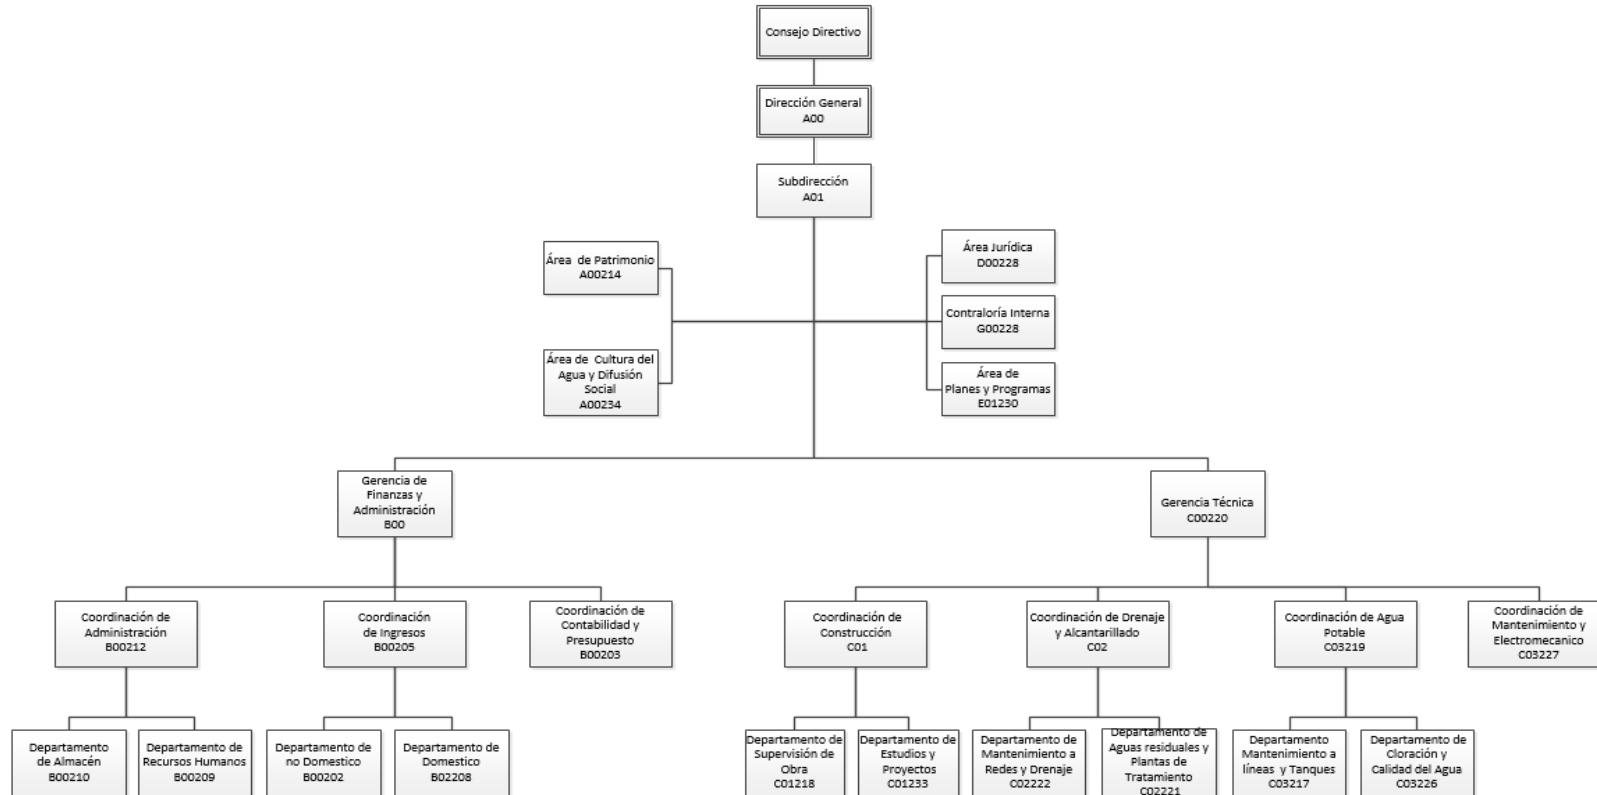 Consejo Directivo
Dirección General
A00
Subdirección
A01
Área de Patrimonio
A00214
Área de Cultura del
Agua y Difusión
Social
A00234
Área Jurídica
D00228
Contraloría Interna
G00228
Área de
Planes y Programas
E01230
Gerencia de
Finanzas y
Administración
B00
Gerencia Técnica
C00220
Coordinación de
Administración
B00212
Coordinación
de Ingresos
B00205
Coordinación de
Contabilidad y
Presupuesto
B00203
Coordinación de
Construcción
C01
Coordinación de Drenaje
y Alcantarillado
C02
Coordinación de Agua
Potable
C03219
Coordinación de
Mantenimiento y
Electromecanico
C03227
Departamento
de Almacén
B00210
Departamento de
Recursos Humanos
B00209
Departamento de
no Domestico
B00202
Departamento de
Domestico
B02208
Departamento de
Supervisión de
Obra
C01218
Departamento de
Estudios y
Proyectos
C01233
Departamento de
Mantenimiento a
Redes y Drenaje
C02222
Departamento de
Aguas residuales y
Plantas de
Tratamiento
C02221
Departamento
Mantenimiento a
líneas y Tanques
C03217
Departamento de
Cloración y
Calidad del Agua
C03226